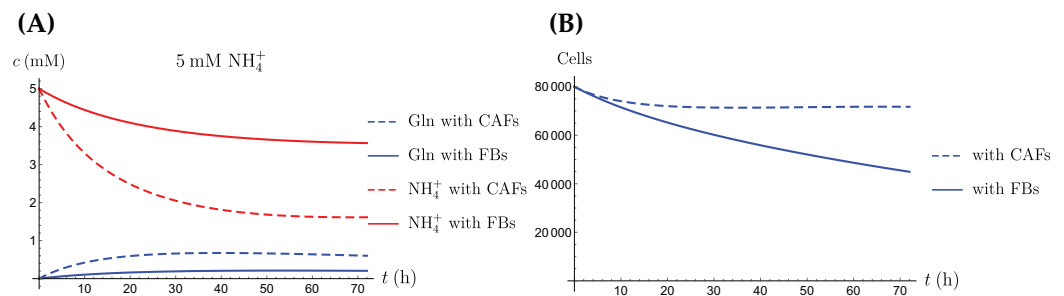 (A)
c (mM)
5 mM NH₄⁺
5
4
3
2
1
10 20 30 40 50 60 70
t (h)
Gln with CAFs
Gln with FBs
NH₄⁺ with CAFs
NH₄⁺ with FBs
(B)
Cells
80 000
60 000
40 000
20 000
10 20 30 40 50 60 70
t (h)
with CAFs
with FBs